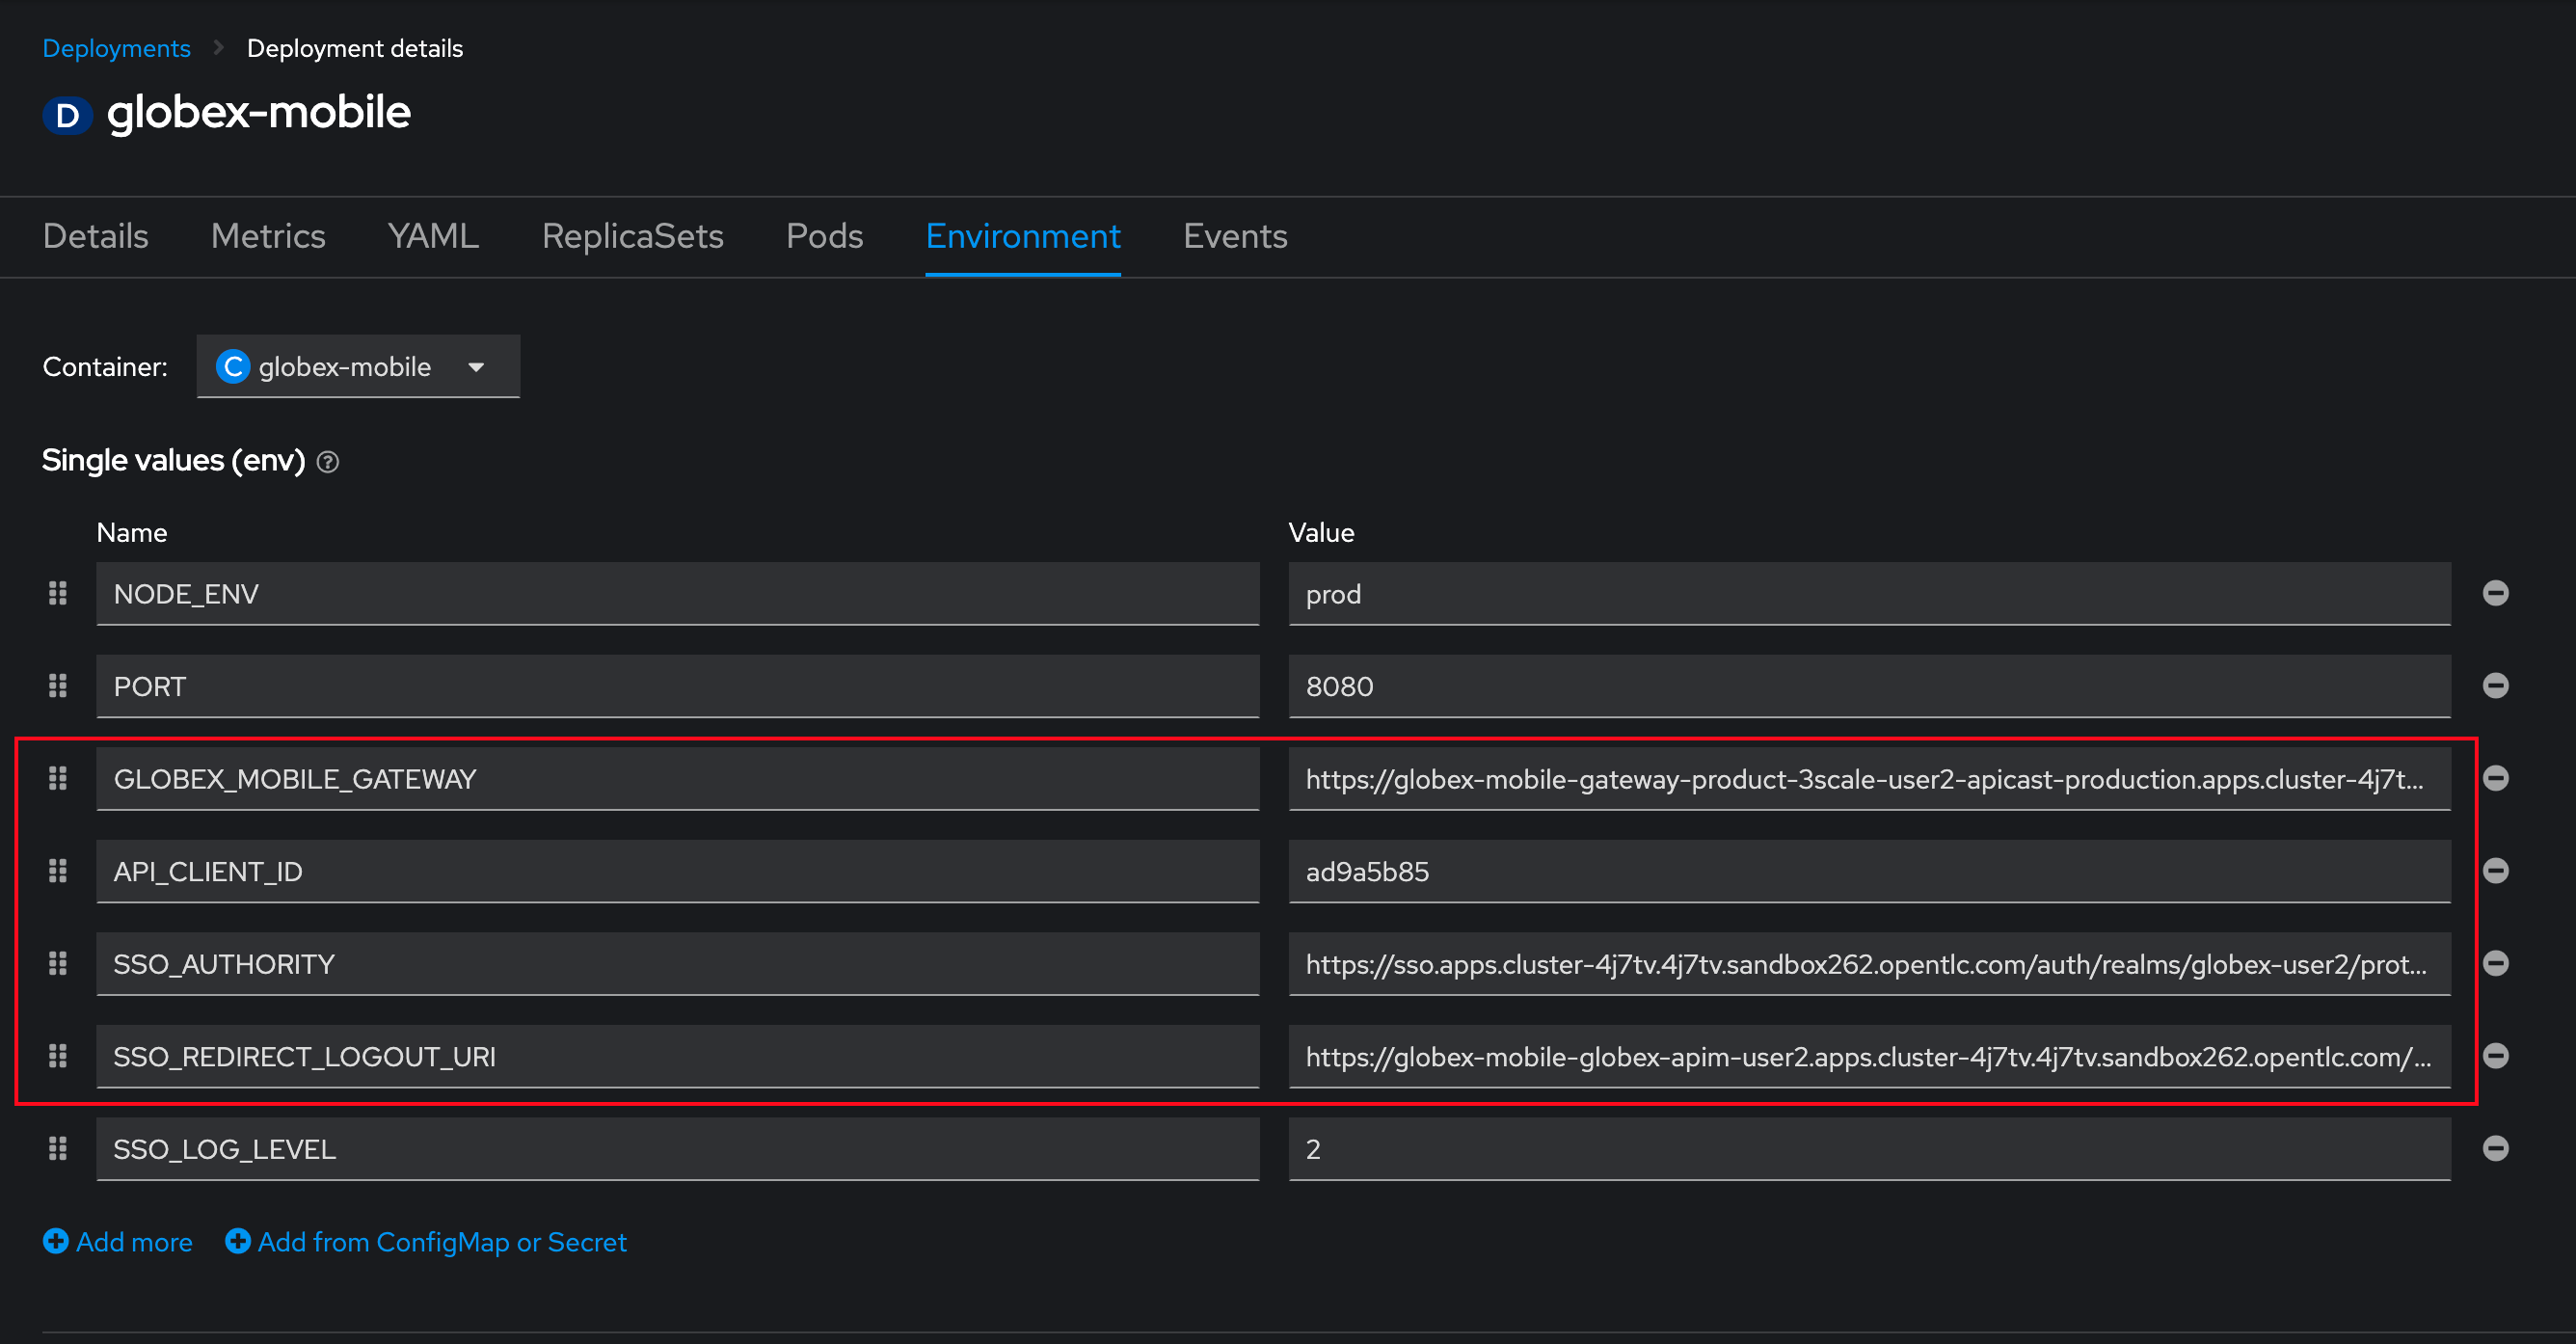 Deployments > Deployment details
D globex-mobile
Details Metrics YAML ReplicaSets Pods Environment Events
Container: C globex-mobile
Single values (env) ?
Name Value
NODE_ENV prod
PORT 8080
GLOBEX_MOBILE_GATEWAY https://globex-mobile-gateway-product-3scale-user2-apicast-production.apps.cluster-4j7t...
API_CLIENT_ID ad9a5b85
SSO_AUTHORITY https://sso.apps.cluster-4j7tv.4j7tv.sandbox262.opentlc.com/auth/realms/globex-user2/prot...
SSO_REDIRECT_LOGOUT_URI https://globex-mobile-globex-apim-user2.apps.cluster-4j7tv.4j7tv.sandbox262.opentlc.com/...
SSO_LOG_LEVEL 2
Add more Add from ConfigMap or Secret